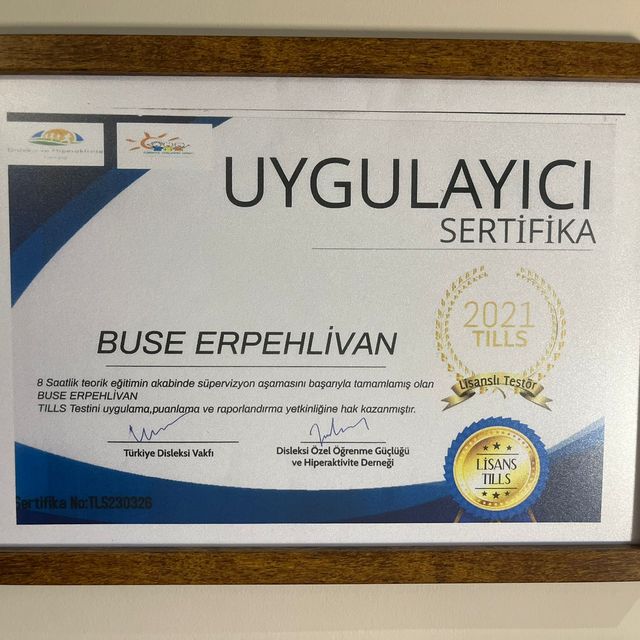 UYGULAYICI
SERTİFİKA
2021
TILLS
Lisanslı Testör
BUSE ERPEHLİVAN
8 Saatlik teorik eğitimin akabinde süpervizyon aşamasını başarıyla tamamlamış olan
BUSE ERPEHLİVAN
TILLS Testini uygulama,puanlama ve raporlandırma yetkinliğine hak kazanmıştır.
Türkiye Disleksi Vakfı
Disleksi Özel Öğrenme Güçlüğü
ve Hiperaktivite Derneği
LİSANS
TILLS
Sertifika No:TLS230326